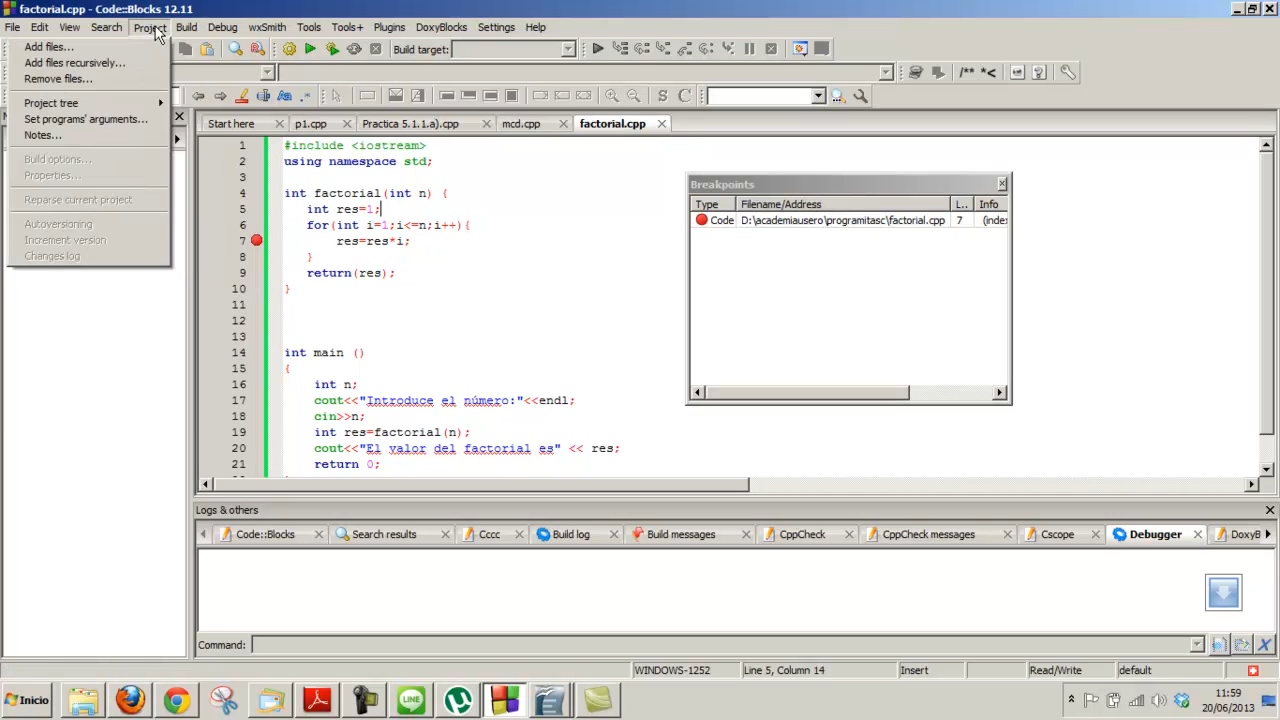 factorial.cpp - Code::Blocks 12.11
File Edit View Search Project Build Debug wxSmith Tools Tools+ Plugins DoxyBlocks Settings Help
Add files...
Add files recursively...
Remove files...
Project tree
Set programs' arguments...
Notes...
Build options...
Properties...
Reparse current project
Autoversioning
Increment version
Changes log
Build target:
/** *<
Aa .*
S C
Start here p1.cpp Practica 5.1.1.a).cpp mcd.cpp factorial.cpp
1 #include <iostream>
2 using namespace std;
3
4 int factorial(int n) {
5 int res=1;
6 for(int i=1;i<=n;i++){
7 res=res*i;
8 }
9 return(res);
10 }
11
12
13
14 int main ()
15 {
16 int n;
17 cout<<"Introduce el número:"<<endl;
18 cin>>n;
19 int res=factorial(n);
20 cout<<"El valor del factorial es" << res;
21 return 0;
Breakpoints
Type Filename/Address L.. Info
Code D:\academiausero\programitasc\factorial.cpp 7 (index
Logs & others
Code::Blocks Search results Cccc Build log Build messages CppCheck CppCheck messages Cscope Debugger DoxyB
Command:
WINDOWS-1252 Line 5, Column 14 Insert Read/Write default
Inicio
LINE
11:59
20/06/2013